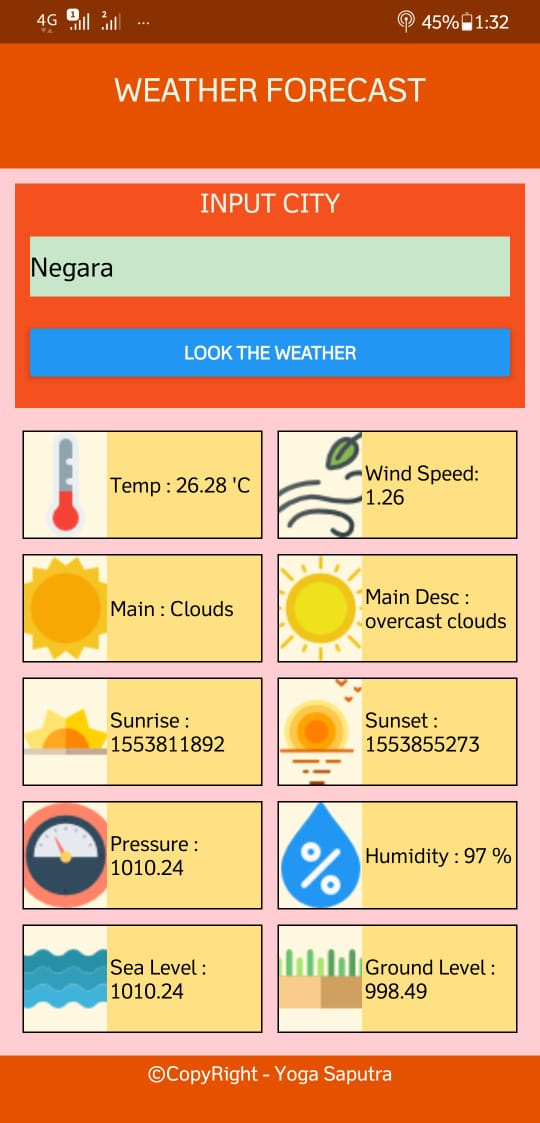 4G 1 2 ... 45% 1:32
WEATHER FORECAST
INPUT CITY
Negara
LOOK THE WEATHER
Temp : 26.28 'C
Wind Speed:
1.26
Main : Clouds
Main Desc :
overcast clouds
Sunrise :
1553811892
Sunset :
1553855273
Pressure :
1010.24
%
Humidity : 97 %
Sea Level :
1010.24
Ground Level :
998.49
©CopyRight - Yoga Saputra